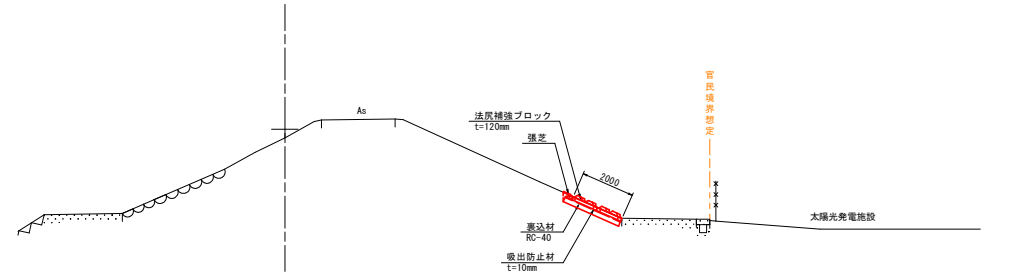 官民境界想定
As
法尻補強ブロック
t=120mm
張芝
2000
太陽光発電施設
裏込材
RC-40
吸出防止材
t=10mm